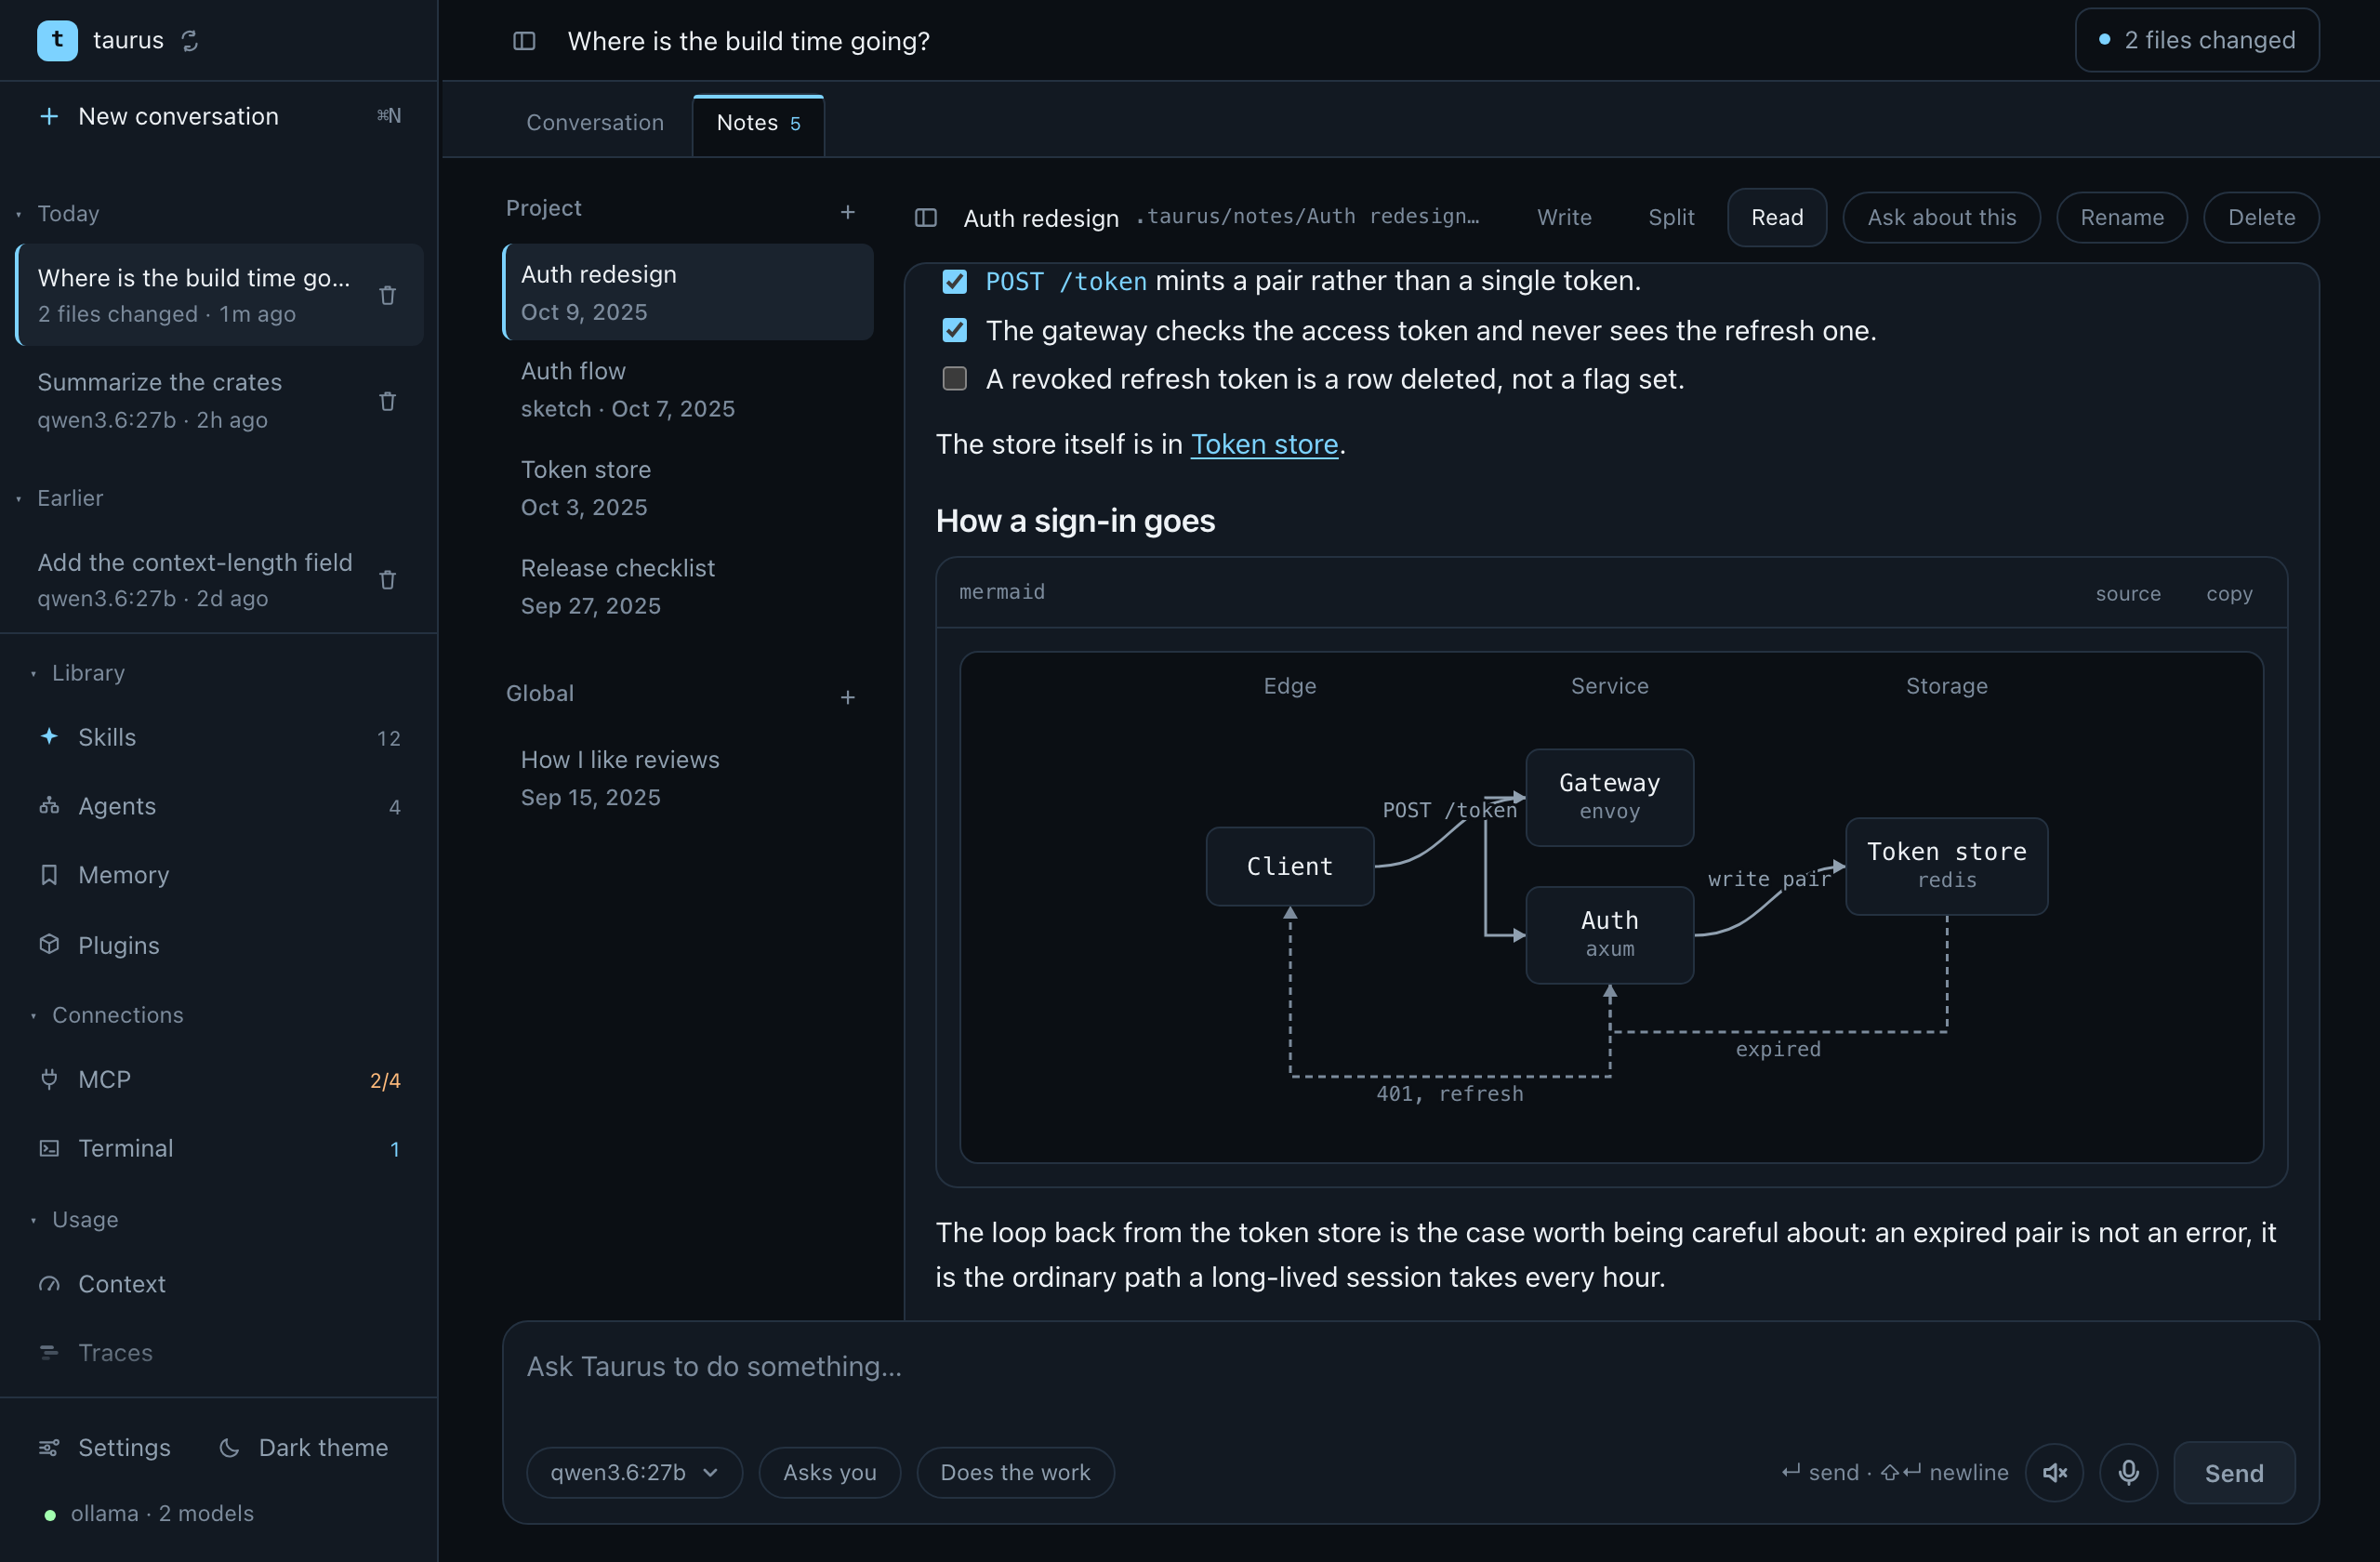 t taurus
New conversation ⌘N
Today
Where is the build time go...
2 files changed · 1m ago
Summarize the crates
qwen3.6:27b · 2h ago
Earlier
Add the context-length field
qwen3.6:27b · 2d ago
Library
Skills 12
Agents 4
Memory
Plugins
Connections
MCP 2/4
Terminal 1
Usage
Context
Traces
Settings Dark theme
ollama · 2 models
Where is the build time going?
2 files changed
Conversation Notes 5
Project +
Auth redesign
Oct 9, 2025
Auth flow
sketch · Oct 7, 2025
Token store
Oct 3, 2025
Release checklist
Sep 27, 2025
Global +
How I like reviews
Sep 15, 2025
Auth redesign .taurus/notes/Auth redesign… Write Split Read Ask about this Rename Delete
POST /token mints a pair rather than a single token.
The gateway checks the access token and never sees the refresh one.
A revoked refresh token is a row deleted, not a flag set.
The store itself is in Token store.
How a sign-in goes
mermaid source copy
Edge Service Storage
Gateway
envoy
POST /token
Client
Token store
redis
write pair
Auth
axum
expired
401, refresh
The loop back from the token store is the case worth being careful about: an expired pair is not an error, it
is the ordinary path a long-lived session takes every hour.
Ask Taurus to do something...
qwen3.6:27b Asks you Does the work ↵ send · ⇧↵ newline Send